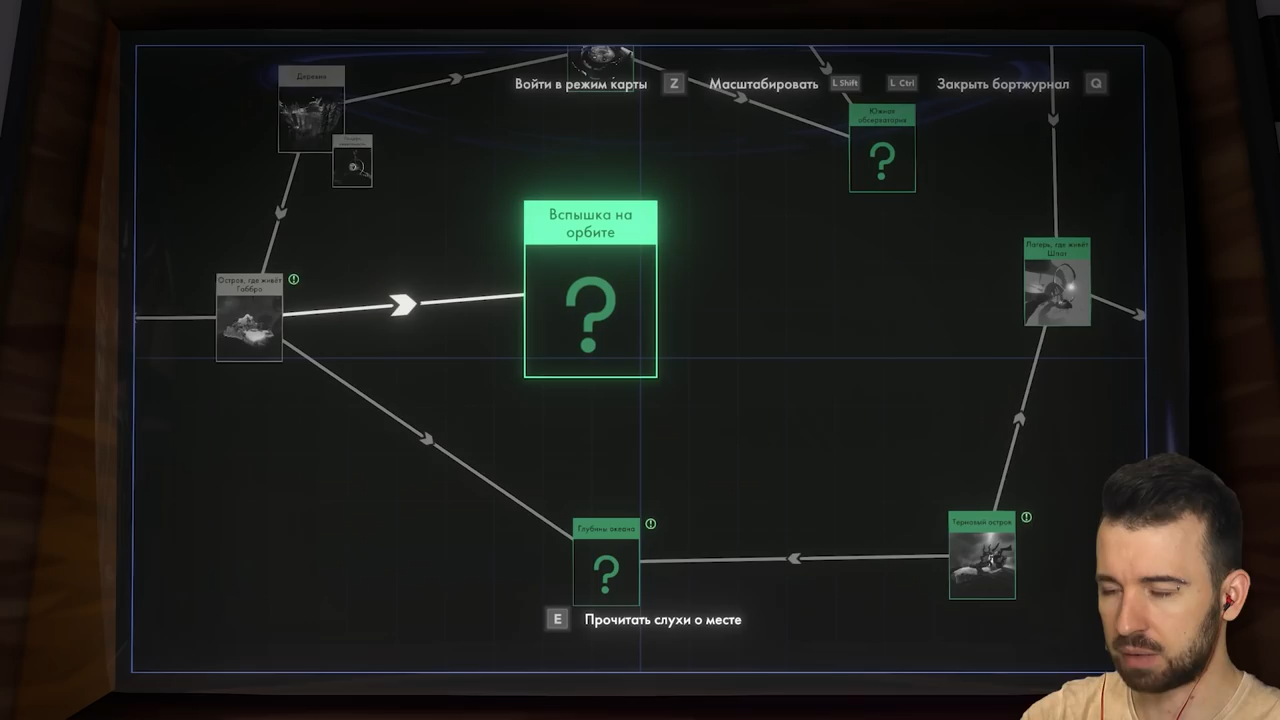 Деревня
Войти в режим карты Z Масштабировать L Shift L Ctrl Закрыть бортжурнал Q
Южная
обсерватория
Вспышка на
орбите
?
?
Лагерь, где живёт
Шлаг
Остров, где живёт
Габбро
Глубины океана
?
Терновый остров
E Прочитать слухи о месте